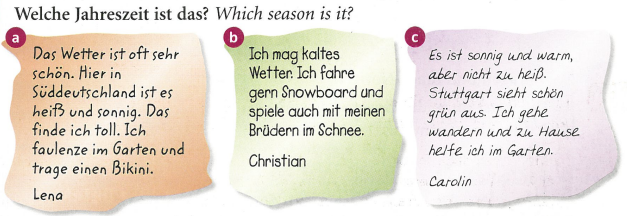 Welche Jahreszeit ist das? Which season is it?
a
Das Wetter ist oft sehr
schön. Hier in
Süddeutschland ist es
heiß und sonnig. Das
finde ich toll. Ich
faulenze im Garten und
trage einen Bikini.
Lena
b
Ich mag kaltes
Wetter. Ich fahre
gern Snowboard und
spiele auch mit meinen
Brüdern im Schnee.
Christian
c
Es ist sonnig und warm,
aber nicht zu heiß.
Stuttgart sieht schön
grün aus. Ich gehe
wandern und zu Hause
helfe ich im Garten.
Carolin